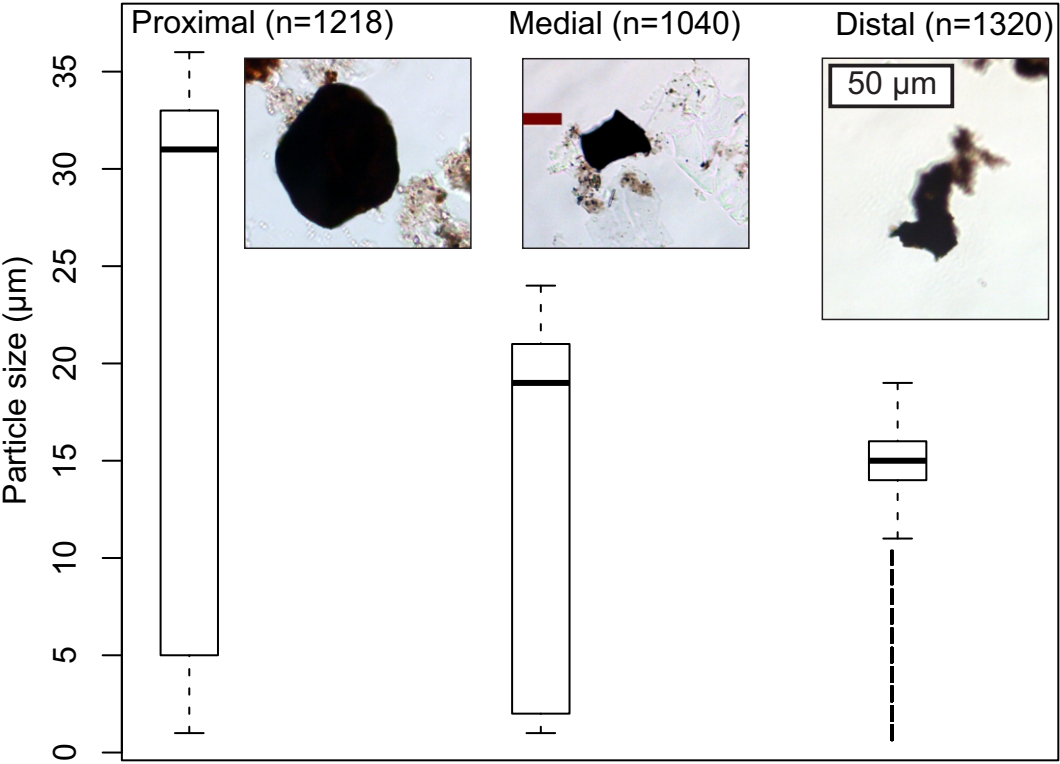 Proximal (n=1218)
Medial (n=1040)
Distal (n=1320)
50 µm
Particle size (µm)
35
30
25
20
15
10
5
0